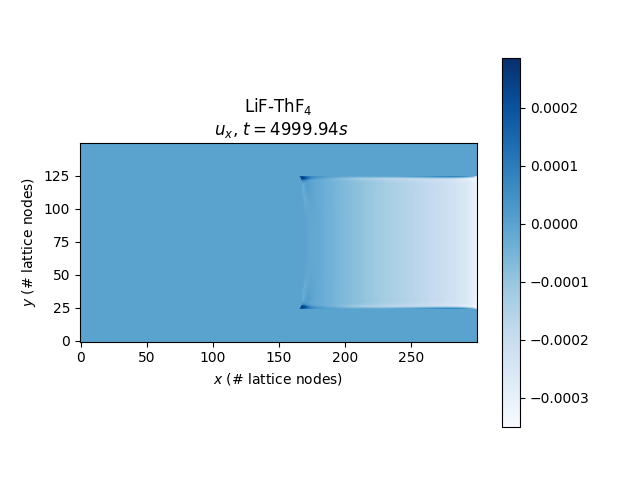 LiF-ThF₄
uₓ, t = 4999.94s
y (# lattice nodes)
125
100
75
50
25
0
0 50 100 150 200 250
x (# lattice nodes)
0.0002
0.0001
0.0000
−0.0001
−0.0002
−0.0003